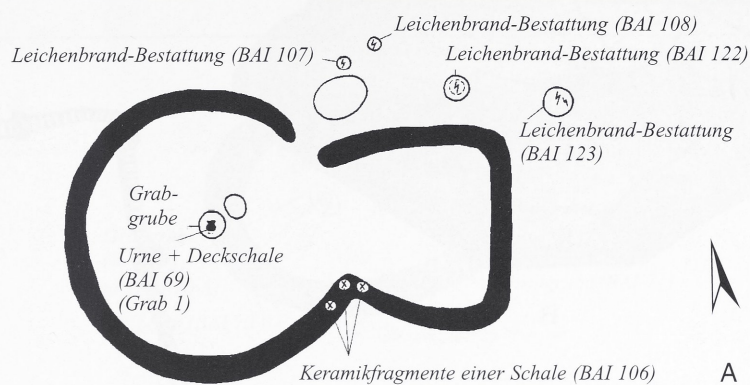 Leichenbrand-Bestattung (BAI 108)
Leichenbrand-Bestattung (BAI 107)
Leichenbrand-Bestattung (BAI 122)
Leichenbrand-Bestattung
(BAI 123)
Grab-
grube
Urne + Deckschale
(BAI 69)
(Grab 1)
Keramikfragmente einer Schale (BAI 106)
A